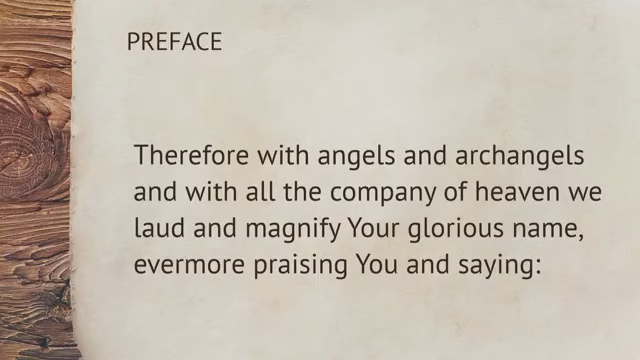 PREFACE
Therefore with angels and archangels
and with all the company of heaven we
laud and magnify Your glorious name,
evermore praising You and saying: